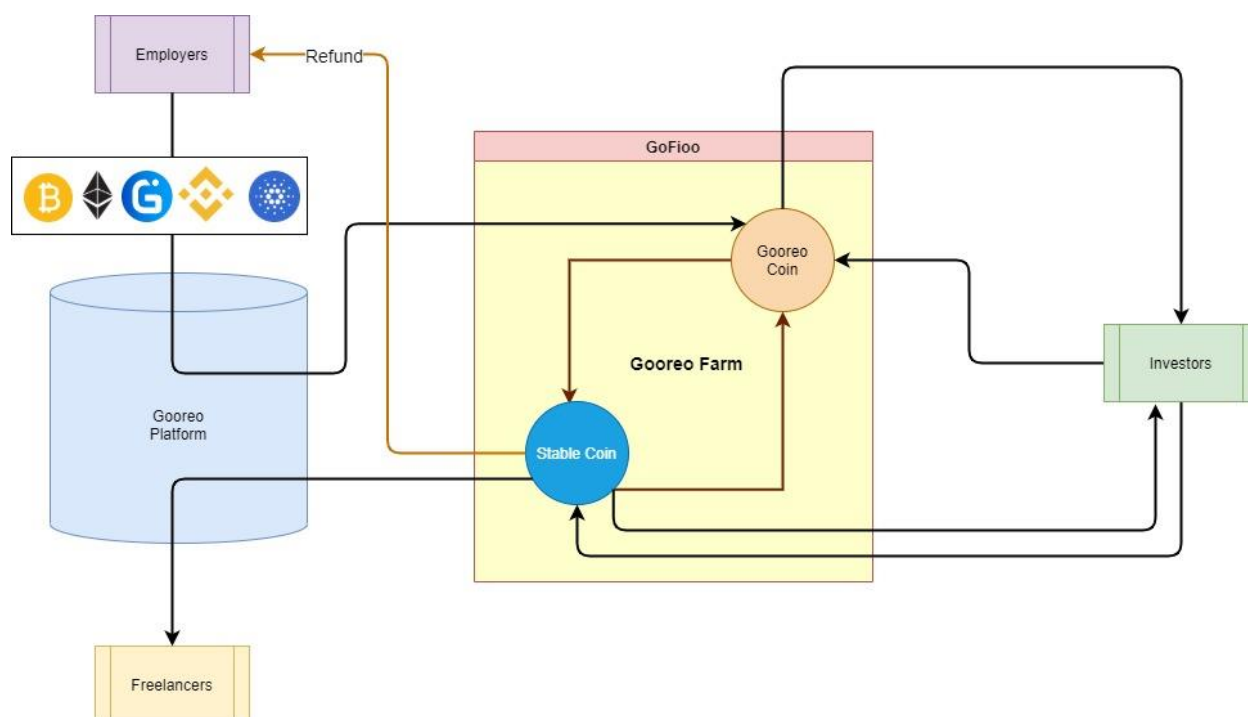 Employers
Refund
GoFioo
Gooreo
Coin
Gooreo Farm
Investors
Gooreo
Platform
Stable Coin
Freelancers